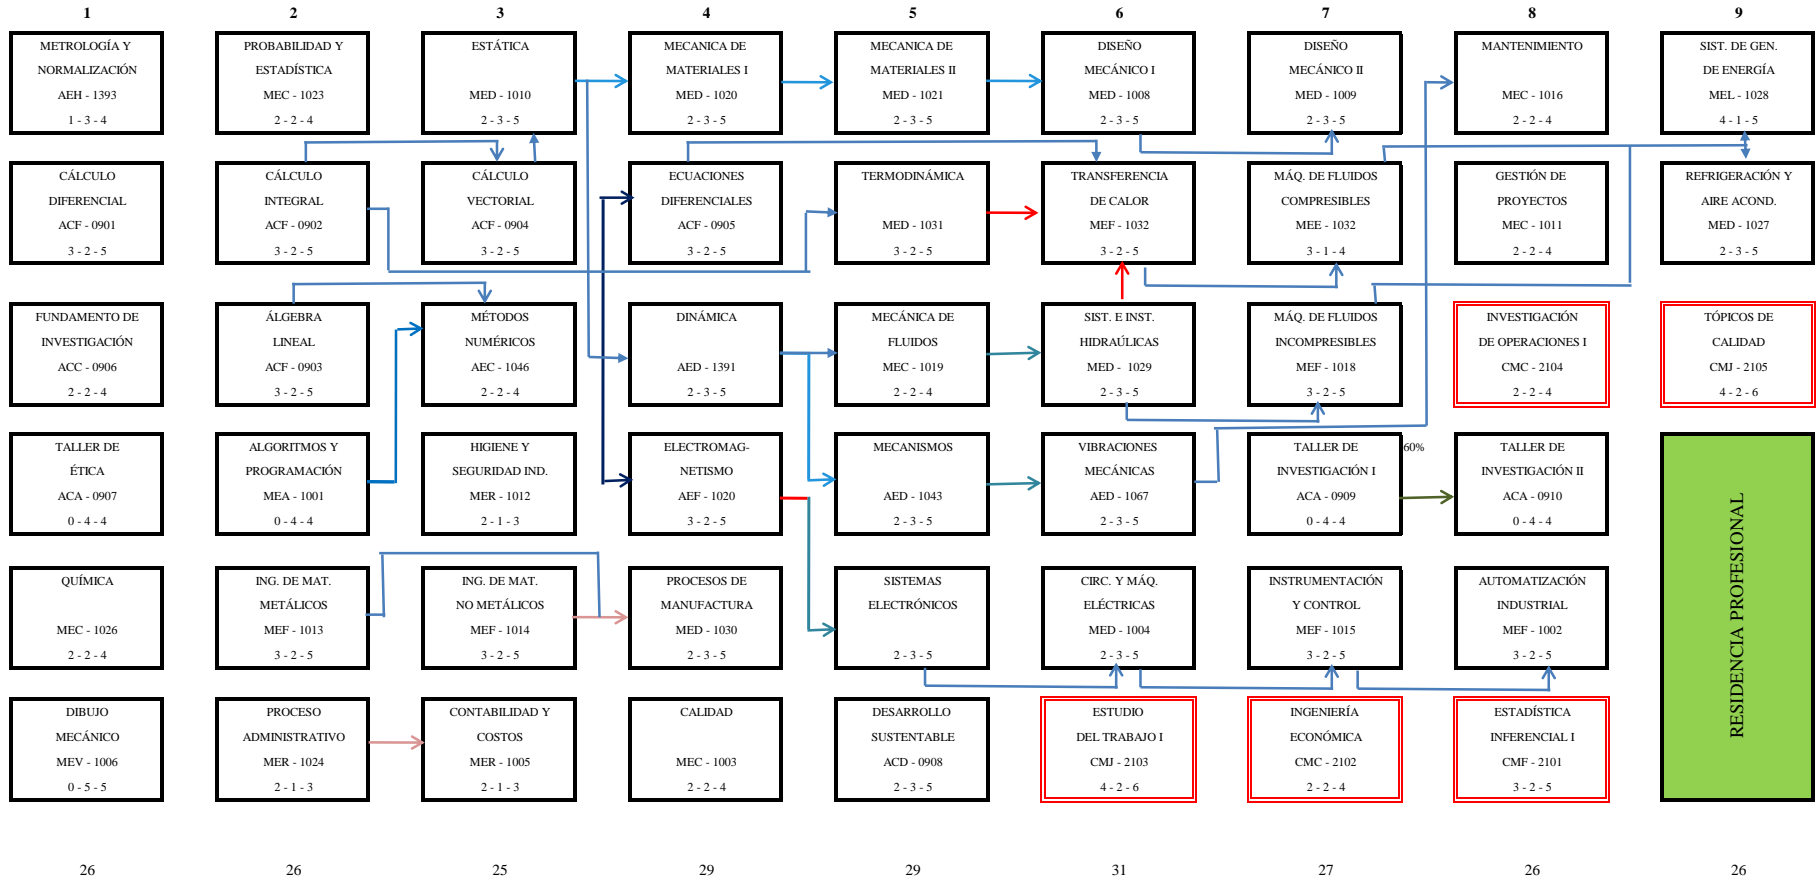 1 2 3 4 5 6 7 8 9
METROLOGÍA Y
NORMALIZACIÓN
AEH - 1393
1 - 3 - 4
PROBABILIDAD Y
ESTADÍSTICA
MEC - 1023
2 - 2 - 4
ESTÁTICA
MED - 1010
2 - 3 - 5
MECANICA DE
MATERIALES I
MED - 1020
2 - 3 - 5
MECANICA DE
MATERIALES II
MED - 1021
2 - 3 - 5
DISEÑO
MECÁNICO I
MED - 1008
2 - 3 - 5
DISEÑO
MECÁNICO II
MED - 1009
2 - 3 - 5
MANTENIMIENTO
MEC - 1016
2 - 2 - 4
SIST. DE GEN.
DE ENERGÍA
MEL - 1028
4 - 1 - 5
CÁLCULO
DIFERENCIAL
ACF - 0901
3 - 2 - 5
CÁLCULO
INTEGRAL
ACF - 0902
3 - 2 - 5
CÁLCULO
VECTORIAL
ACF - 0904
3 - 2 - 5
ECUACIONES
DIFERENCIALES
ACF - 0905
3 - 2 - 5
TERMODINÁMICA
MED - 1031
3 - 2 - 5
TRANSFERENCIA
DE CALOR
MEF - 1032
3 - 2 - 5
MÁQ. DE FLUIDOS
COMPRESIBLES
MEE - 1032
3 - 1 - 4
GESTIÓN DE
PROYECTOS
MEC - 1011
2 - 2 - 4
REFRIGERACIÓN Y
AIRE ACOND.
MED - 1027
2 - 3 - 5
FUNDAMENTO DE
INVESTIGACIÓN
ACC - 0906
2 - 2 - 4
ÁLGEBRA
LINEAL
ACF - 0903
3 - 2 - 5
MÉTODOS
NUMÉRICOS
AEC - 1046
2 - 2 - 4
DINÁMICA
AED - 1391
2 - 3 - 5
MECÁNICA DE
FLUIDOS
MEC - 1019
2 - 2 - 4
SIST. E INST.
HIDRAÚLICAS
MED - 1029
2 - 3 - 5
MÁQ. DE FLUIDOS
INCOMPRESIBLES
MEF - 1018
3 - 2 - 5
INVESTIGACIÓN
DE OPERACIONES I
CMC - 2104
2 - 2 - 4
TÓPICOS DE
CALIDAD
CMJ - 2105
4 - 2 - 6
TALLER DE
ÉTICA
ACA - 0907
0 - 4 - 4
ALGORITMOS Y
PROGRAMACIÓN
MEA - 1001
0 - 4 - 4
HIGIENE Y
SEGURIDAD IND.
MER - 1012
2 - 1 - 3
ELECTROMAG-
NETISMO
AEF - 1020
3 - 2 - 5
MECANISMOS
AED - 1043
2 - 3 - 5
VIBRACIONES
MECÁNICAS
AED - 1067
2 - 3 - 5
TALLER DE
INVESTIGACIÓN I
ACA - 0909
0 - 4 - 4
60%
TALLER DE
INVESTIGACIÓN II
ACA - 0910
0 - 4 - 4
RESIDENCIA PROFESIONAL
QUÍMICA
MEC - 1026
2 - 2 - 4
ING. DE MAT.
METÁLICOS
MEF - 1013
3 - 2 - 5
ING. DE MAT.
NO METÁLICOS
MEF - 1014
3 - 2 - 5
PROCESOS DE
MANUFACTURA
MED - 1030
2 - 3 - 5
SISTEMAS
ELECTRÓNICOS
2 - 3 - 5
CIRC. Y MÁQ.
ELÉCTRICAS
MED - 1004
2 - 3 - 5
INSTRUMENTACIÓN
Y CONTROL
MEF - 1015
3 - 2 - 5
AUTOMATIZACIÓN
INDUSTRIAL
MEF - 1002
3 - 2 - 5
DIBUJO
MECÁNICO
MEV - 1006
0 - 5 - 5
PROCESO
ADMINISTRATIVO
MER - 1024
2 - 1 - 3
CONTABILIDAD Y
COSTOS
MER - 1005
2 - 1 - 3
CALIDAD
MEC - 1003
2 - 2 - 4
DESARROLLO
SUSTENTABLE
ACD - 0908
2 - 3 - 5
ESTUDIO
DEL TRABAJO I
CMJ - 2103
4 - 2 - 6
INGENIERÍA
ECONÓMICA
CMC - 2102
2 - 2 - 4
ESTADÍSTICA
INFERENCIAL I
CMF - 2101
3 - 2 - 5
26 26 25 29 29 31 27 26 26